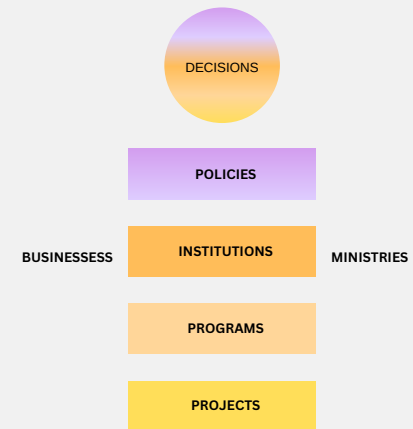 DECISIONS
POLICIES
BUSINESSESS
INSTITUTIONS
MINISTRIES
PROGRAMS
PROJECTS